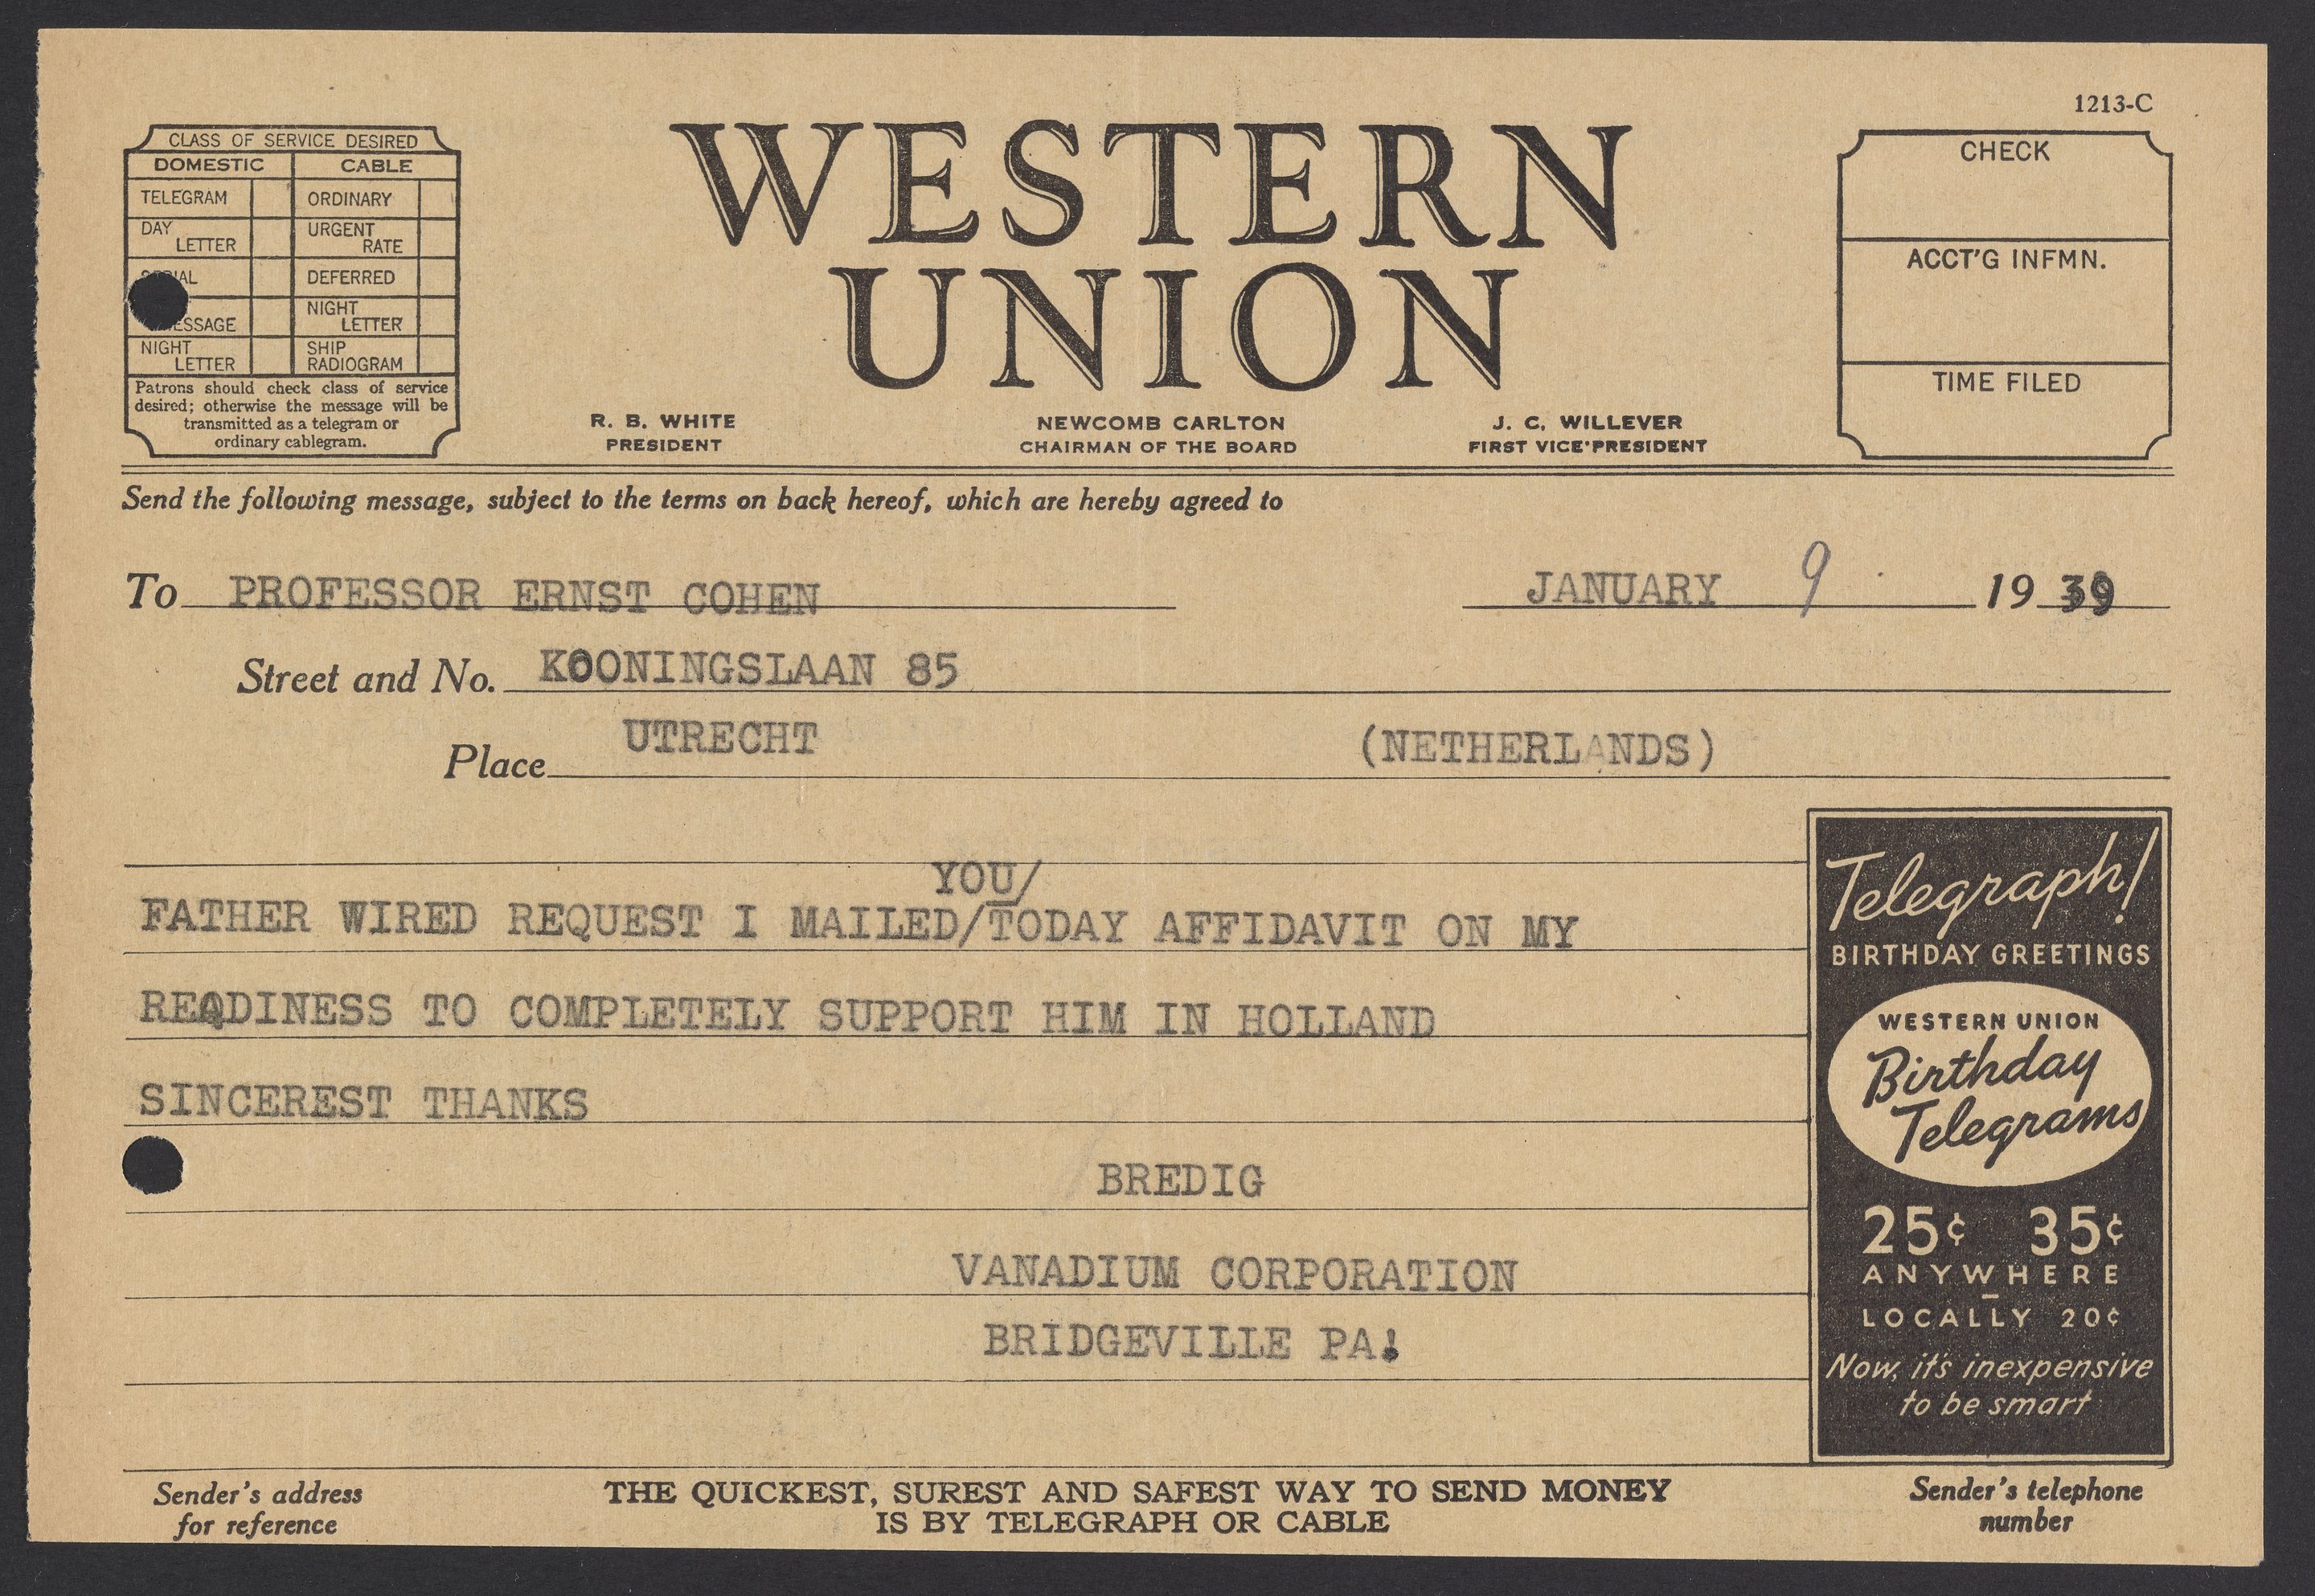 1213-C
CLASS OF SERVICE DESIRED
DOMESTIC CABLE
TELEGRAM ORDINARY
DAY LETTER URGENT RATE
DEFERRED
NIGHT LETTER
NIGHT LETTER SHIP RADIOGRAM
Patrons should check class of service
desired; otherwise the message will be
transmitted as a telegram or
ordinary cablegram.
WESTERN
UNION
R. B. WHITE
PRESIDENT
NEWCOMB CARLTON
CHAIRMAN OF THE BOARD
J. C. WILLEVER
FIRST VICE-PRESIDENT
CHECK
ACCT'G INFMN.
TIME FILED
Send the following message, subject to the terms on back hereof, which are hereby agreed to
To PROFESSOR ERNST COHEN JANUARY 9 1939
Street and No. KOONINGSLAAN 85
Place UTRECHT (NETHERLANDS)
YOU/
FATHER WIRED REQUEST I MAILED/TODAY AFFIDAVIT ON MY
READINESS TO COMPLETELY SUPPORT HIM IN HOLLAND
SINCEREST THANKS
BREDIG
VANADIUM CORPORATION
BRIDGEVILLE PA!
Telegraph!
BIRTHDAY GREETINGS
WESTERN UNION
Birthday
Telegrams
25¢ 35¢
ANYWHERE
LOCALLY 20¢
Now, it's inexpensive
to be smart
Sender's address
for reference
THE QUICKEST, SUREST AND SAFEST WAY TO SEND MONEY
IS BY TELEGRAPH OR CABLE
Sender's telephone
number